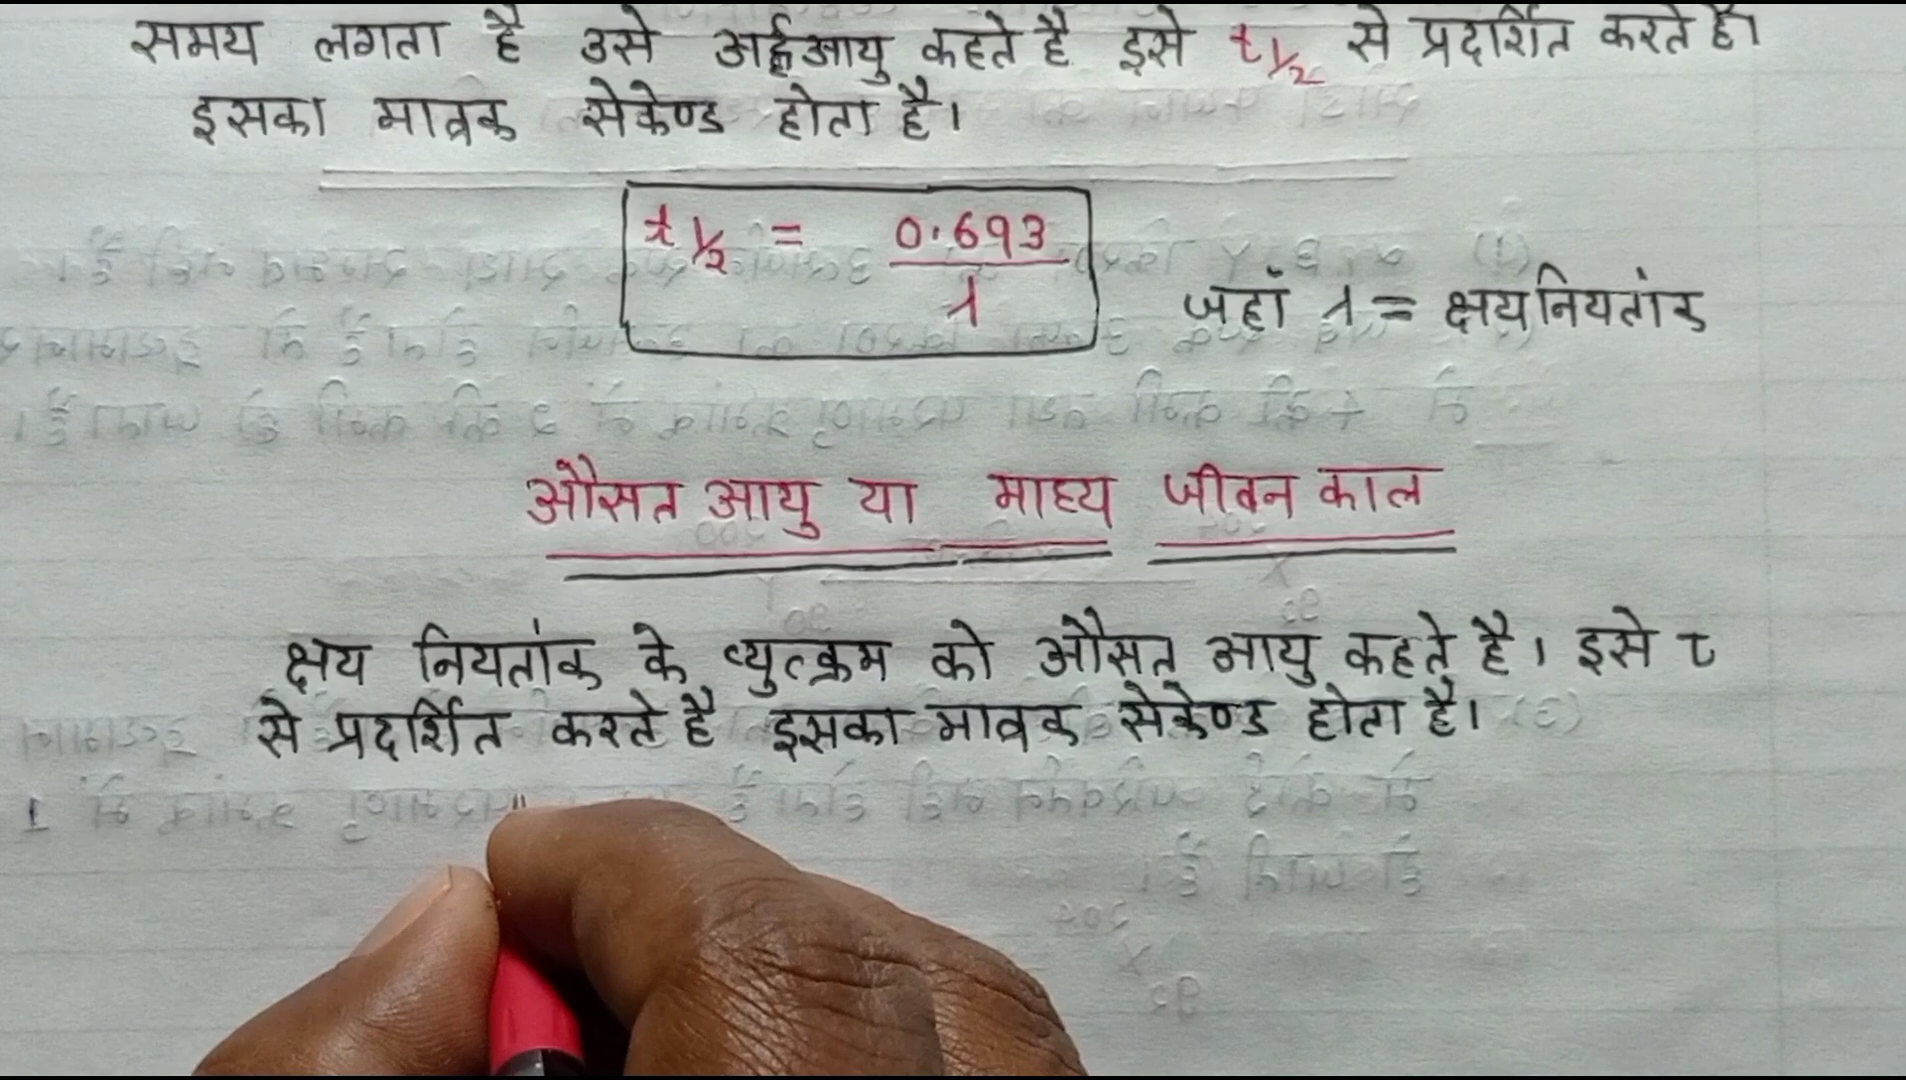 समय लगता है उसे अर्द्धआयु कहते है इसे t1/2 से प्रदर्शित करते है।
इसका मात्रक सेकेण्ड होता है।
t1/2 = 0.693/λ
जहाँ λ = क्षयनियतांक
औसत आयु या माध्य जीवन काल
क्षय नियतांक के व्युत्क्रम को औसत आयु कहते है। इसे τ
से प्रदर्शित करते है इसका मात्रक सेकेण्ड होता है।